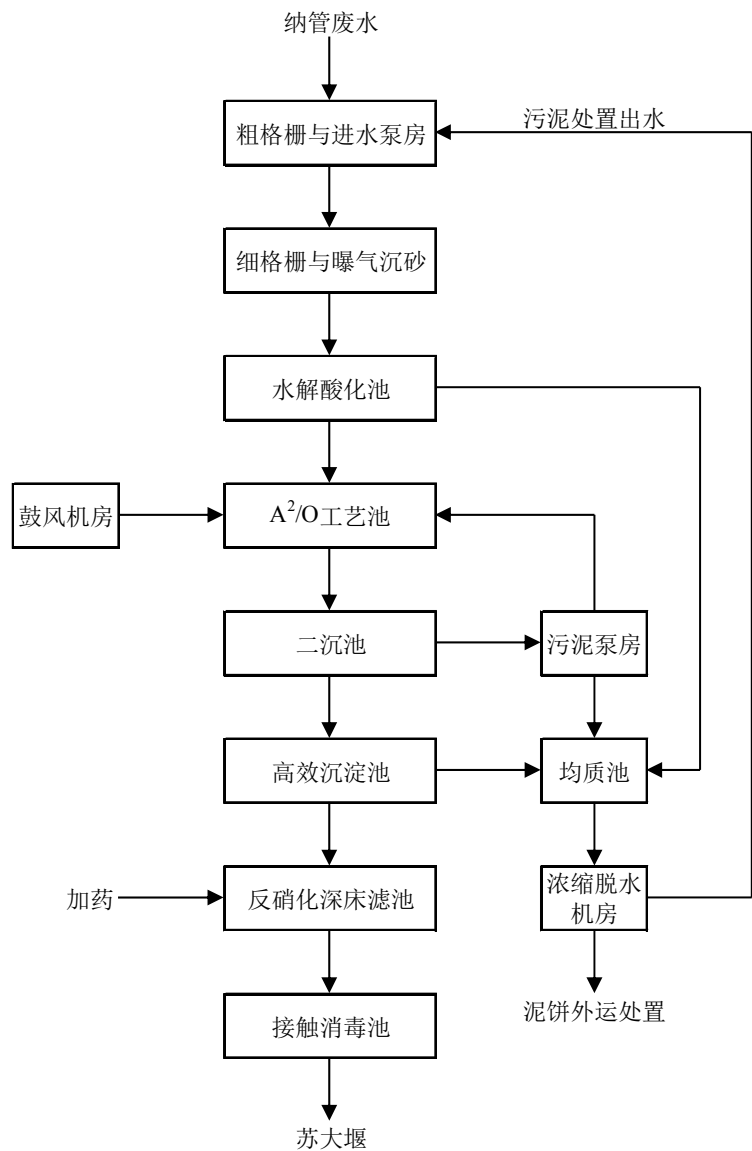 纳管废水
粗格栅与进水泵房
污泥处置出水
细格栅与曝气沉砂
水解酸化池
鼓风机房
A²/O工艺池
二沉池
污泥泵房
高效沉淀池
均质池
加药
反硝化深床滤池
浓缩脱水
机房
接触消毒池
泥饼外运处置
苏大堰